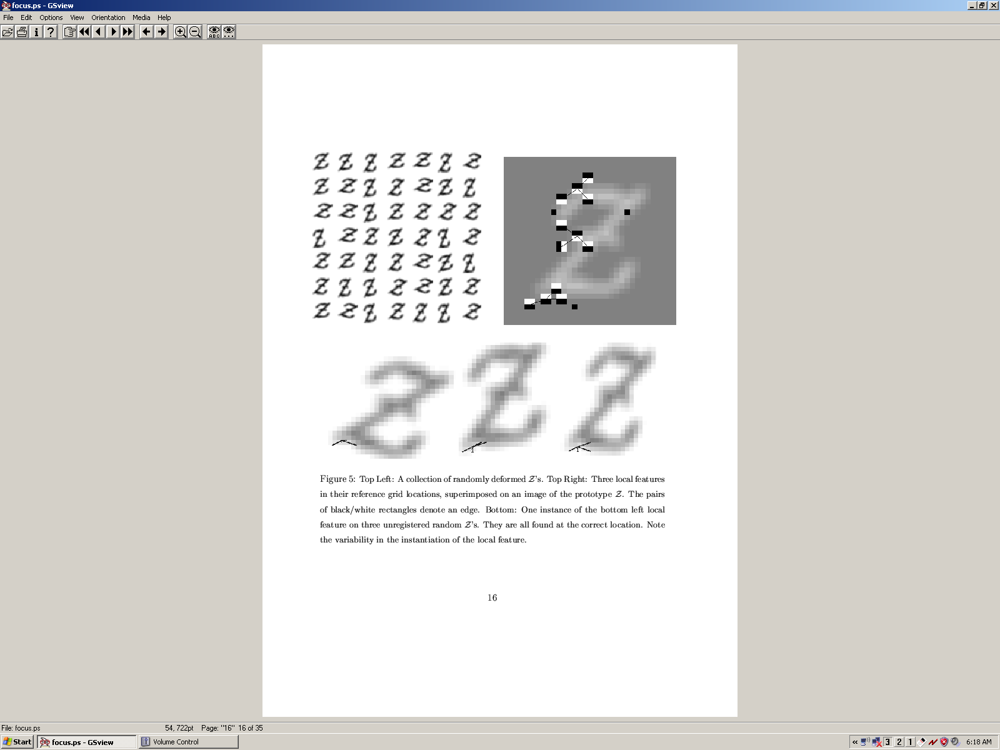 focus.ps - GSview
File Edit Options View Orientation Media Help
Z Z Z Z Z Z Z
Z Z Z Z Z Z Z
Z Z Z Z Z Z Z
Z Z Z Z Z Z Z
Z Z Z Z Z Z Z
Z Z Z Z Z Z Z
Z Z Z Z Z Z Z
Z
Z Z Z
Figure 5: Top Left: A collection of randomly deformed Z's. Top Right: Three local features
in their reference grid locations, superimposed on an image of the prototype Z. The pairs
of black/white rectangles denote an edge. Bottom: One instance of the bottom left local
feature on three unregistered random Z's. They are all found at the correct location. Note
the variability in the instantiation of the local feature.
16
File: focus.ps 54, 722pt Page: "16" 16 of 35
Start focus.ps - GSview Volume Control « 3 2 1 6:18 AM